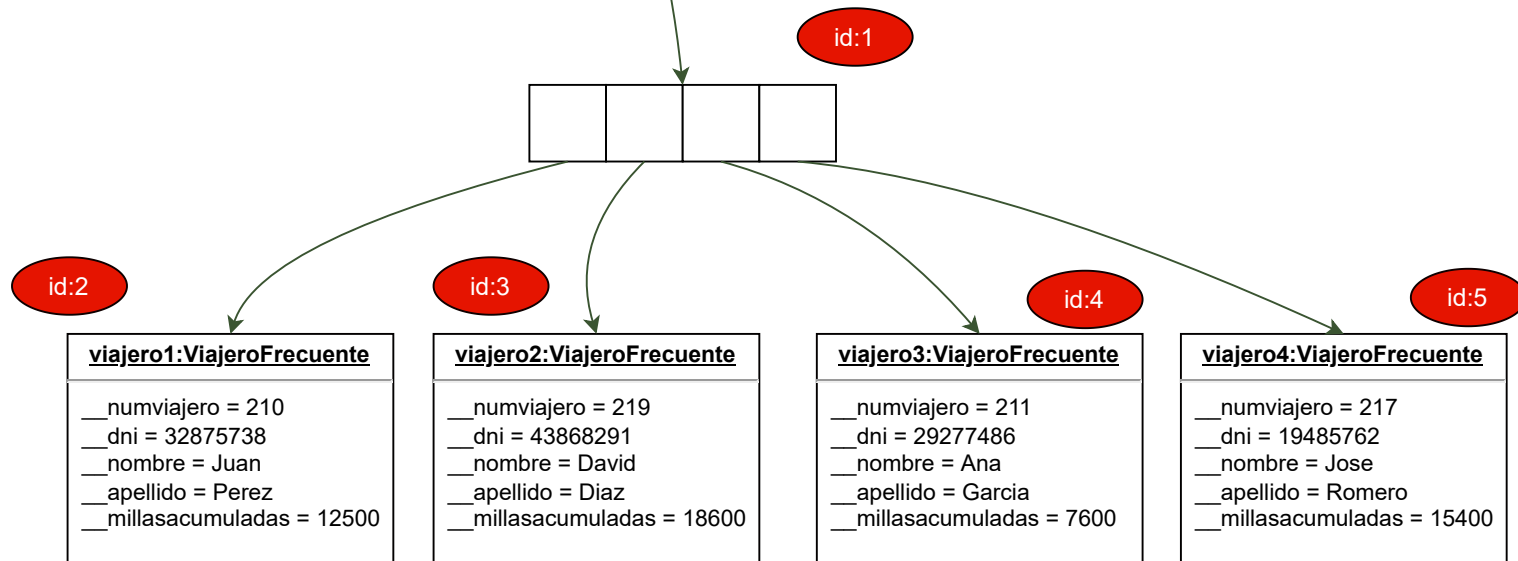 id:1
id:2
id:3
id:4
id:5
viajero1:ViajeroFrecuente
__numviajero = 210
__dni = 32875738
__nombre = Juan
__apellido = Perez
__millasacumuladas = 12500
viajero2:ViajeroFrecuente
__numviajero = 219
__dni = 43868291
__nombre = David
__apellido = Diaz
__millasacumuladas = 18600
viajero3:ViajeroFrecuente
__numviajero = 211
__dni = 29277486
__nombre = Ana
__apellido = Garcia
__millasacumuladas = 7600
viajero4:ViajeroFrecuente
__numviajero = 217
__dni = 19485762
__nombre = Jose
__apellido = Romero
__millasacumuladas = 15400